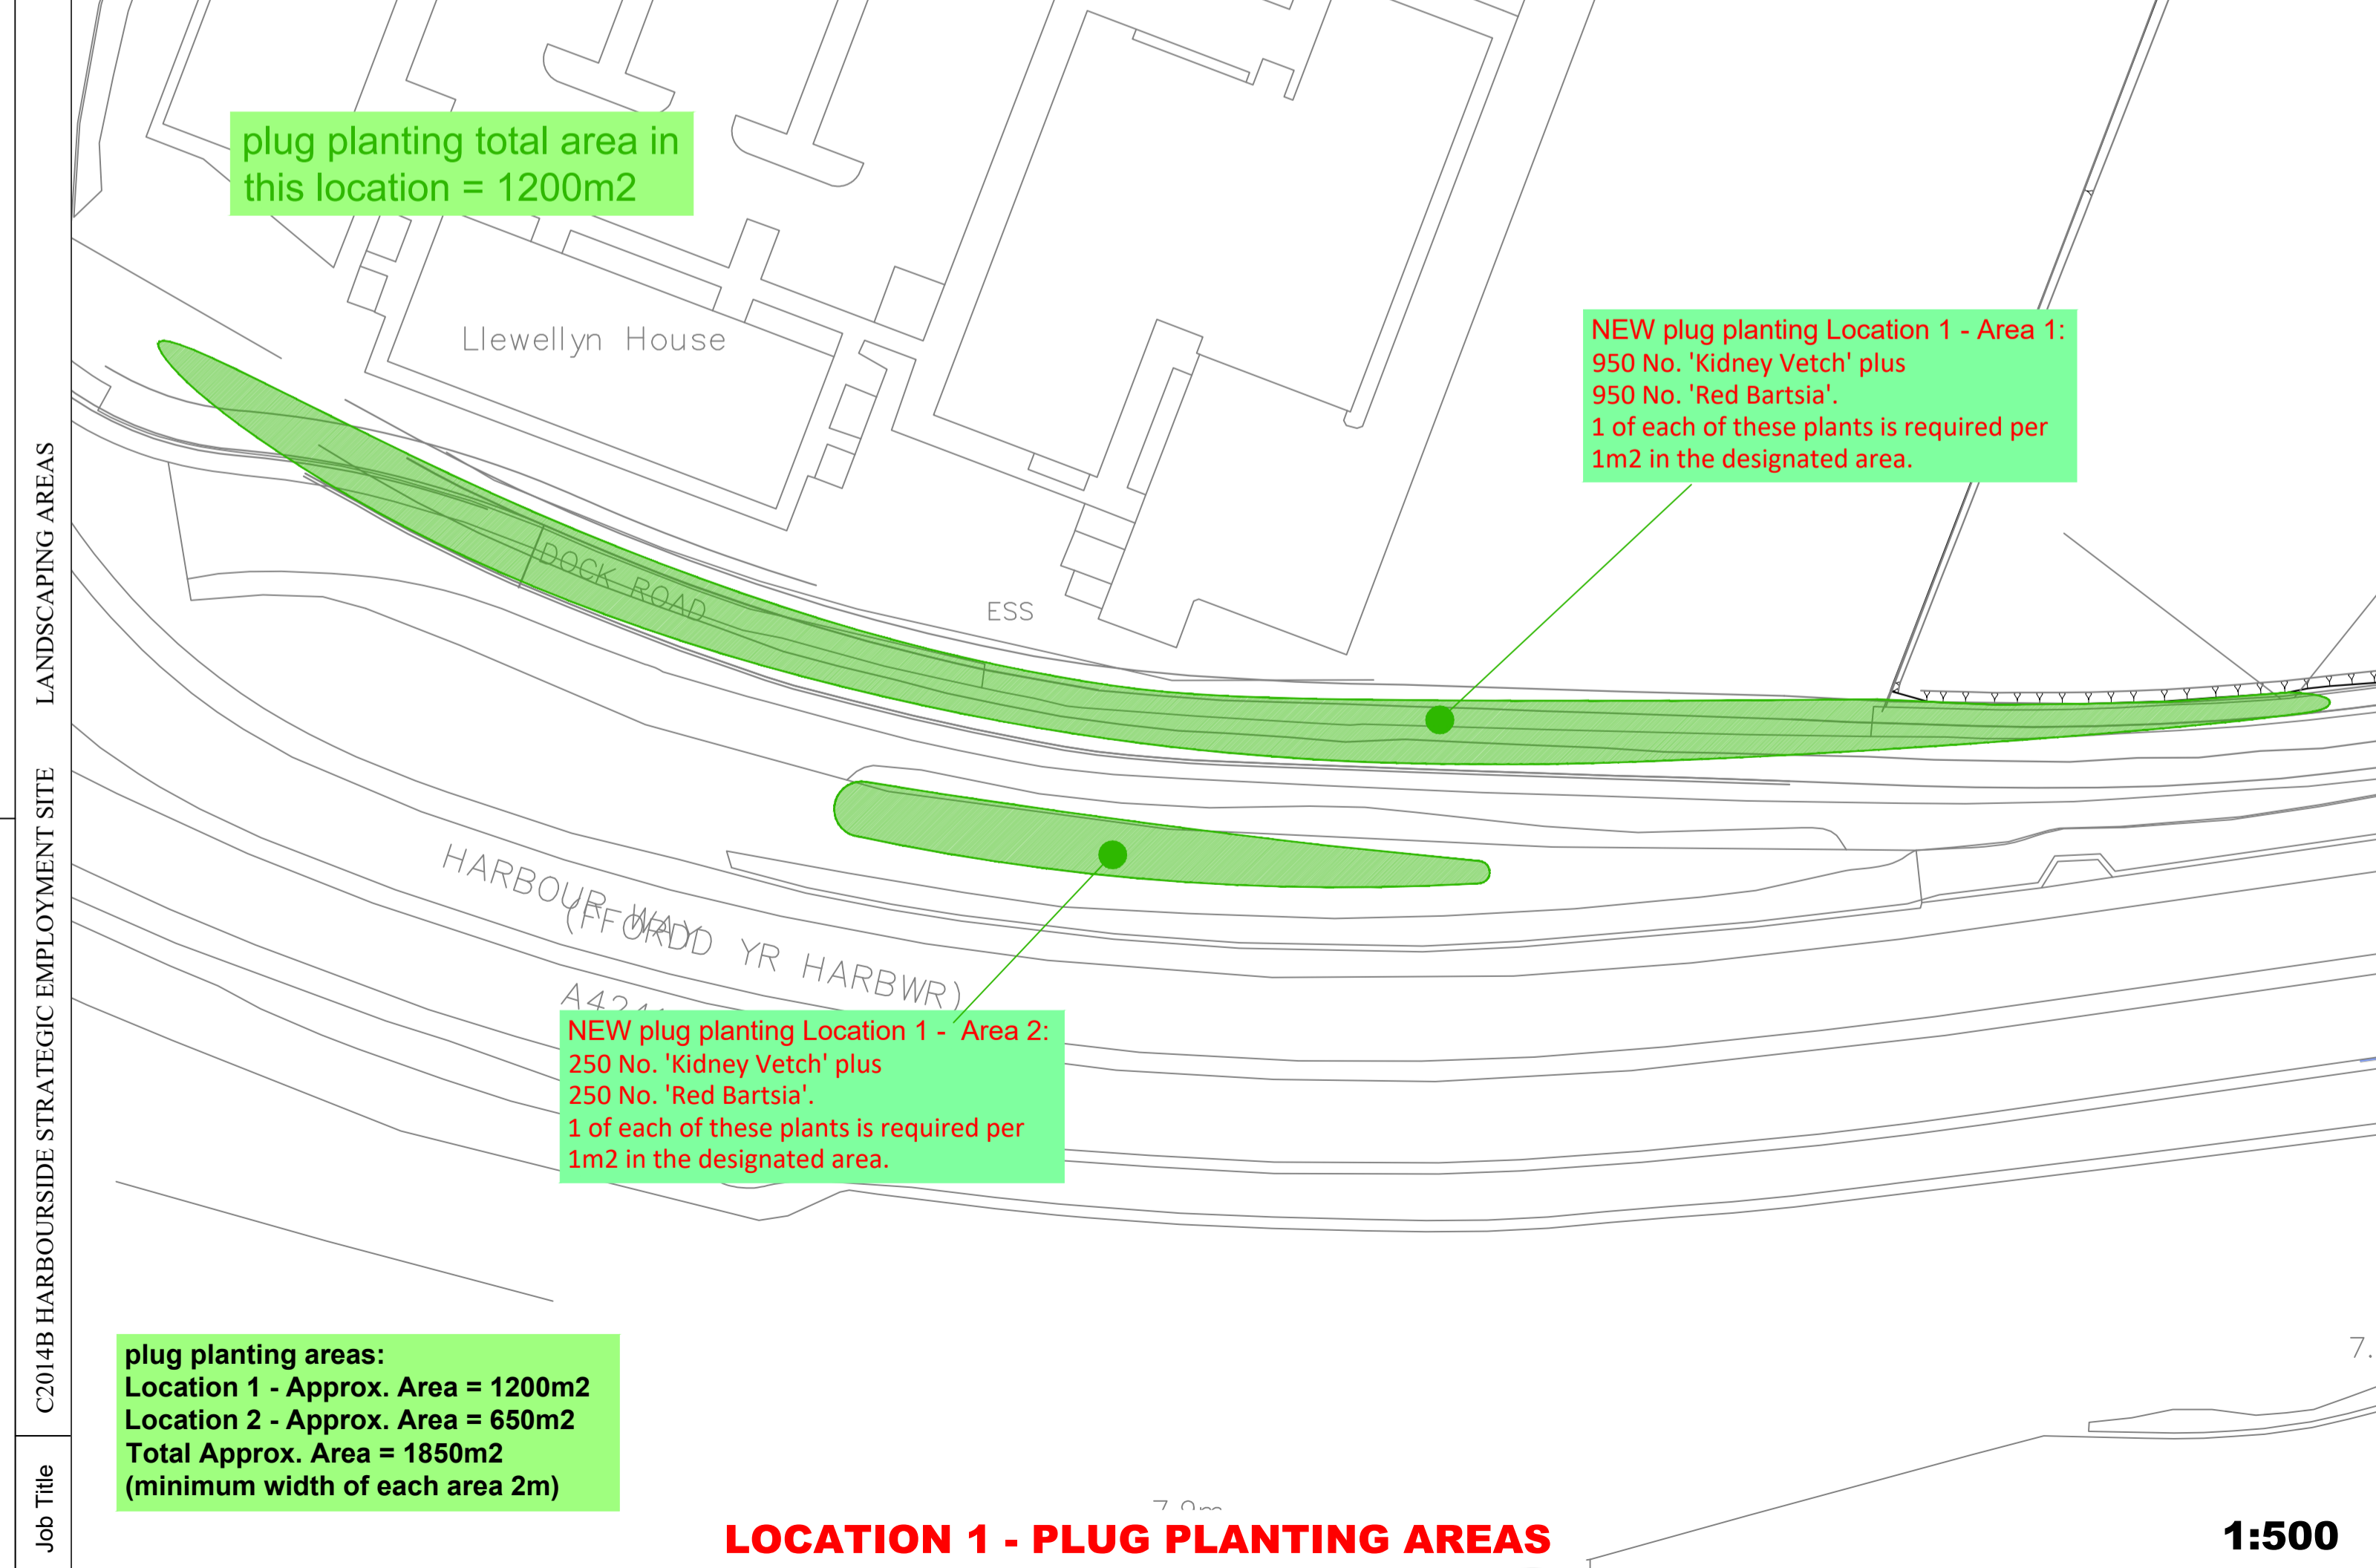 plug planting total area in
this location = 1200m2
Llewellyn House
NEW plug planting Location 1 - Area 1:
950 No. 'Kidney Vetch' plus
950 No. 'Red Bartsia'.
1 of each of these plants is required per
1m2 in the designated area.
DOCK ROAD
ESS
HARBOUR WAY
(FFORDD YR HARBWR)
NEW plug planting Location 1 - Area 2:
250 No. 'Kidney Vetch' plus
250 No. 'Red Bartsia'.
1 of each of these plants is required per
1m2 in the designated area.
plug planting areas:
Location 1 - Approx. Area = 1200m2
Location 2 - Approx. Area = 650m2
Total Approx. Area = 1850m2
(minimum width of each area 2m)
LOCATION 1 - PLUG PLANTING AREAS
1:500
Job Title
C2014B HARBOURSIDE STRATEGIC EMPLOYMENT SITE LANDSCAPING AREAS